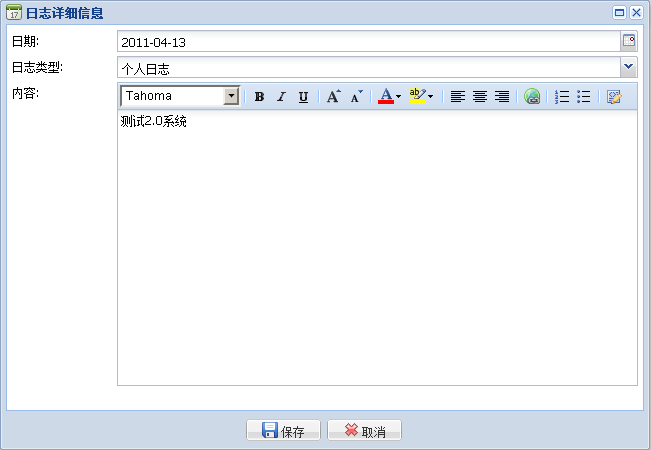 日志详细信息
日期: 2011-04-13
日志类型: 个人日志
内容: Tahoma B I U A A A ab
测试2.0系统
保存 取消